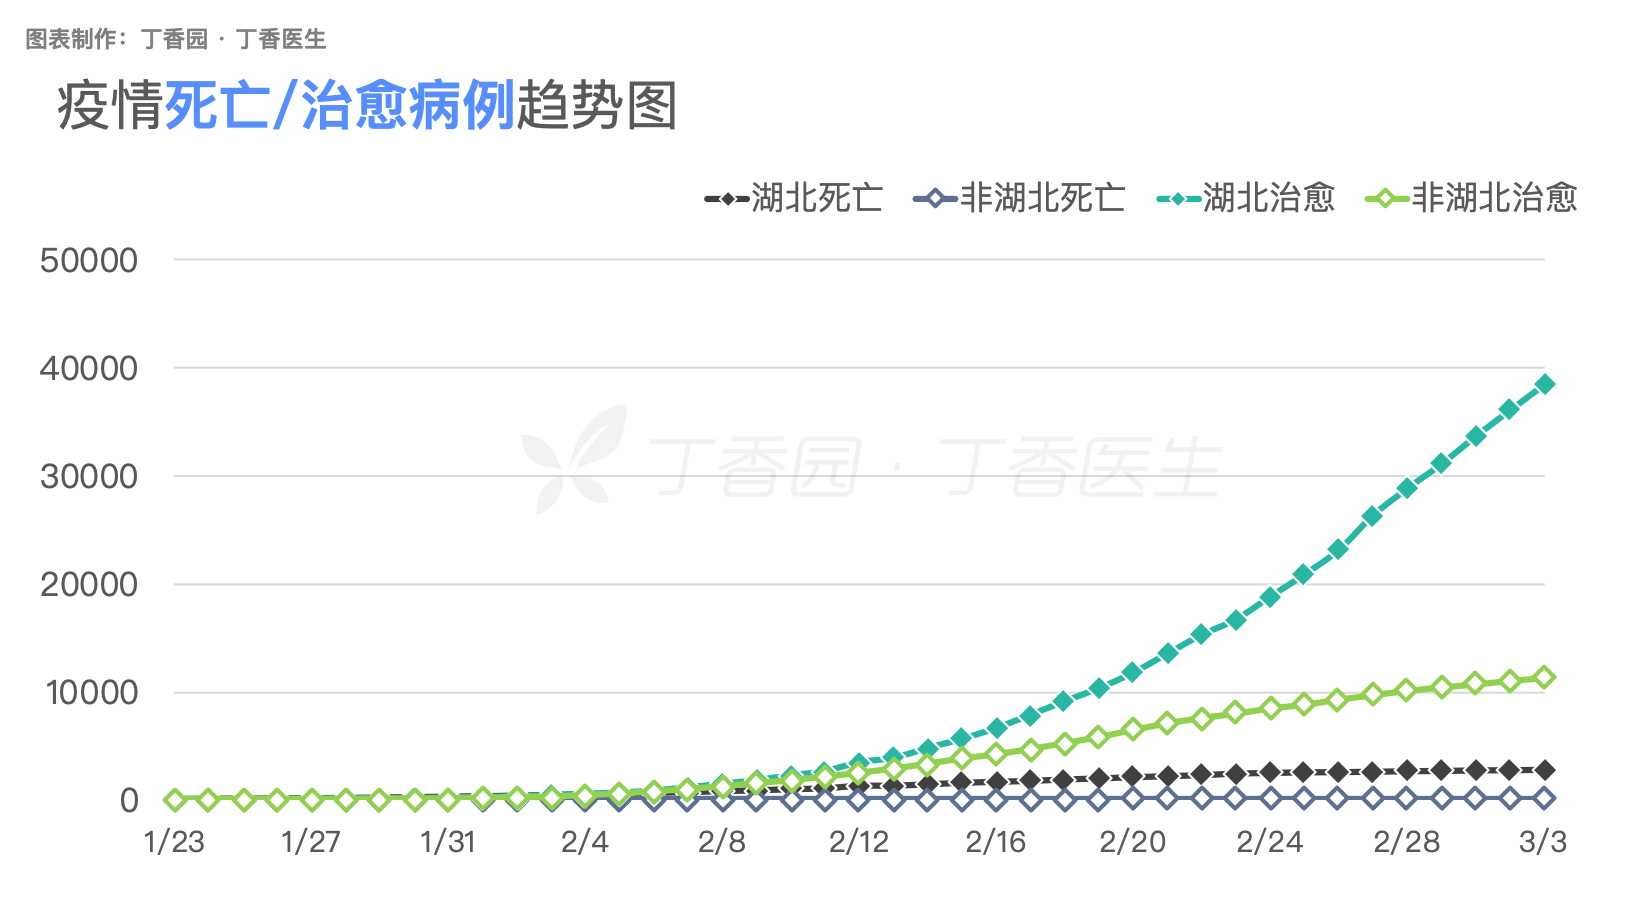 图表制作：丁香园 · 丁香医生
疫情死亡/治愈病例趋势图
湖北死亡 非湖北死亡 湖北治愈 非湖北治愈
50000
40000
丁香园 · 丁香医生
30000
20000
10000
0
1/23 1/27 1/31 2/4 2/8 2/12 2/16 2/20 2/24 2/28 3/3